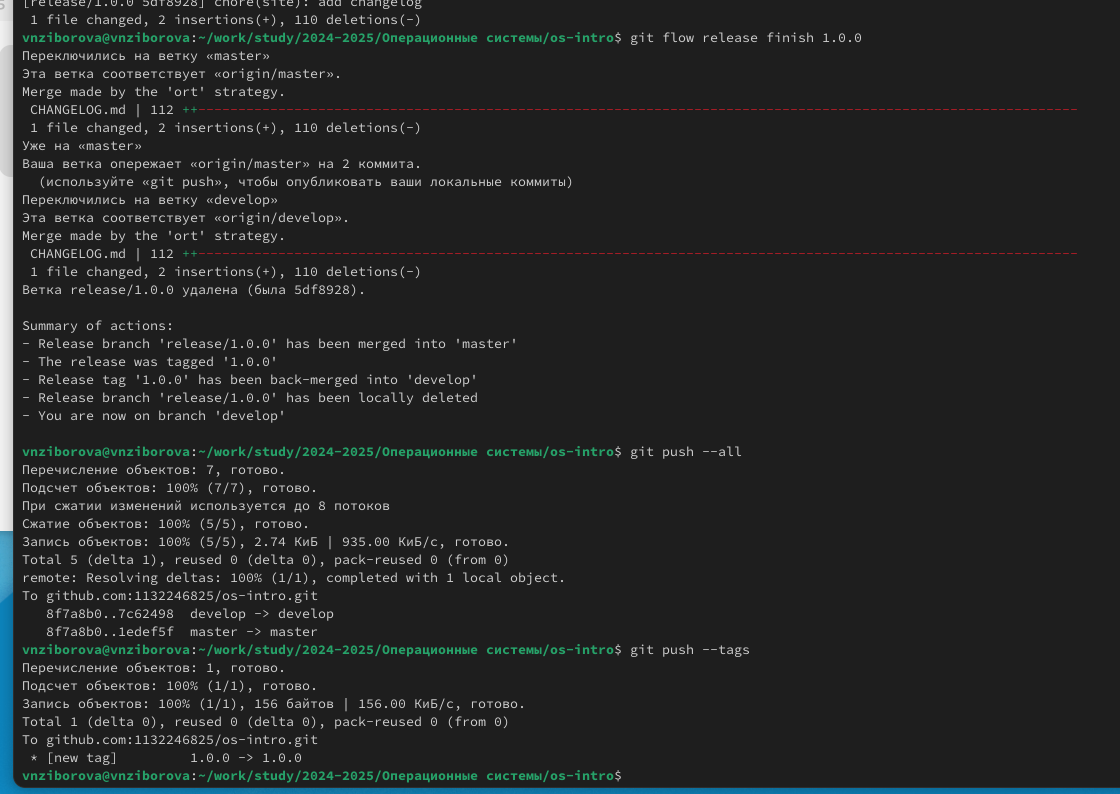 [release/1.0.0 5df8928] chore(site): add changelog
 1 file changed, 2 insertions(+), 110 deletions(-)
vnziborova@vnziborova:~/work/study/2024-2025/Операционные системы/os-intro$ git flow release finish 1.0.0
Переключились на ветку «master»
Эта ветка соответствует «origin/master».
Merge made by the 'ort' strategy.
 CHANGELOG.md | 112 ++--------------------------------------------------------------------------------------------------------------
 1 file changed, 2 insertions(+), 110 deletions(-)
Уже на «master»
Ваша ветка опережает «origin/master» на 2 коммита.
  (используйте «git push», чтобы опубликовать ваши локальные коммиты)
Переключились на ветку «develop»
Эта ветка соответствует «origin/develop».
Merge made by the 'ort' strategy.
 CHANGELOG.md | 112 ++--------------------------------------------------------------------------------------------------------------
 1 file changed, 2 insertions(+), 110 deletions(-)
Ветка release/1.0.0 удалена (была 5df8928).

Summary of actions:
- Release branch 'release/1.0.0' has been merged into 'master'
- The release was tagged '1.0.0'
- Release tag '1.0.0' has been back-merged into 'develop'
- Release branch 'release/1.0.0' has been locally deleted
- You are now on branch 'develop'

vnziborova@vnziborova:~/work/study/2024-2025/Операционные системы/os-intro$ git push --all
Перечисление объектов: 7, готово.
Подсчет объектов: 100% (7/7), готово.
При сжатии изменений используется до 8 потоков
Сжатие объектов: 100% (5/5), готово.
Запись объектов: 100% (5/5), 2.74 КиБ | 935.00 КиБ/с, готово.
Total 5 (delta 1), reused 0 (delta 0), pack-reused 0 (from 0)
remote: Resolving deltas: 100% (1/1), completed with 1 local object.
To github.com:1132246825/os-intro.git
   8f7a8b0..7c62498  develop -> develop
   8f7a8b0..1edef5f  master -> master
vnziborova@vnziborova:~/work/study/2024-2025/Операционные системы/os-intro$ git push --tags
Перечисление объектов: 1, готово.
Подсчет объектов: 100% (1/1), готово.
Запись объектов: 100% (1/1), 156 байтов | 156.00 КиБ/с, готово.
Total 1 (delta 0), reused 0 (delta 0), pack-reused 0 (from 0)
To github.com:1132246825/os-intro.git
 * [new tag]         1.0.0 -> 1.0.0
vnziborova@vnziborova:~/work/study/2024-2025/Операционные системы/os-intro$